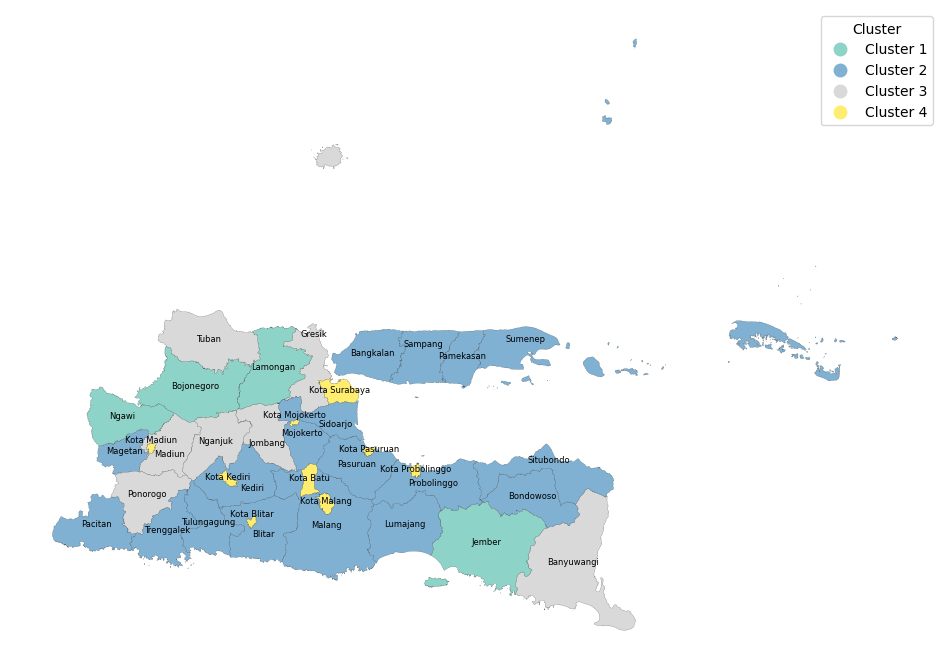 Cluster
Cluster 1
Cluster 2
Cluster 3
Cluster 4
Gresik
Tuban
Sumenep
Sampang
Bangkalan
Pamekasan
Lamongan
Bojonegoro
Kota Surabaya
Ngawi
Kota Mojokerto
Sidoarjo
Mojokerto
Kota Madiun
Nganjuk
Jombang
Magetan
Madiun
Kota Pasuruan
Pasuruan
Situbondo
Kota Probolinggo
Probolinggo
Kota Kediri
Kota Batu
Kediri
Ponorogo
Bondowoso
Kota Malang
Kota Blitar
Pacitan
Tulungagung
Lumajang
Malang
Trenggalek
Blitar
Jember
Banyuwangi